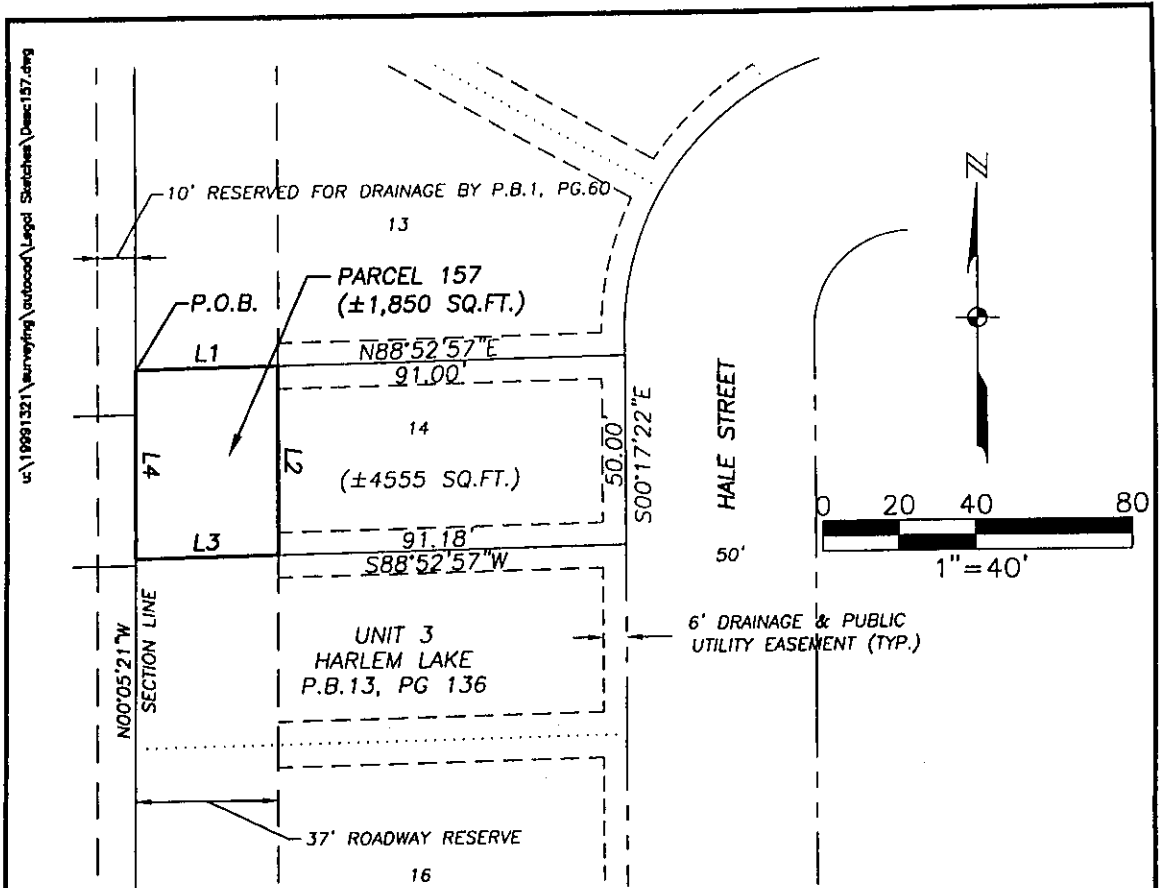 u:\19991321\surveying\autocad\Legal Sketches\Desc157.dwg
10' RESERVED FOR DRAINAGE BY P.B.1, PG.60
13
PARCEL 157
(±1,850 SQ.FT.)
P.O.B.
L1
N88°52'57"E
91.00'
L4
L2
14
(±4555 SQ.FT.)
50.00'
S00°17'22"E
HALE STREET
50'
N
0 20 40 80
1"=40'
L3
91.18'
S88°52'57"W
N00°05'21"W
SECTION LINE
UNIT 3
HARLEM LAKE
P.B.13, PG 136
6' DRAINAGE & PUBLIC
UTILITY EASEMENT (TYP.)
37' ROADWAY RESERVE
16